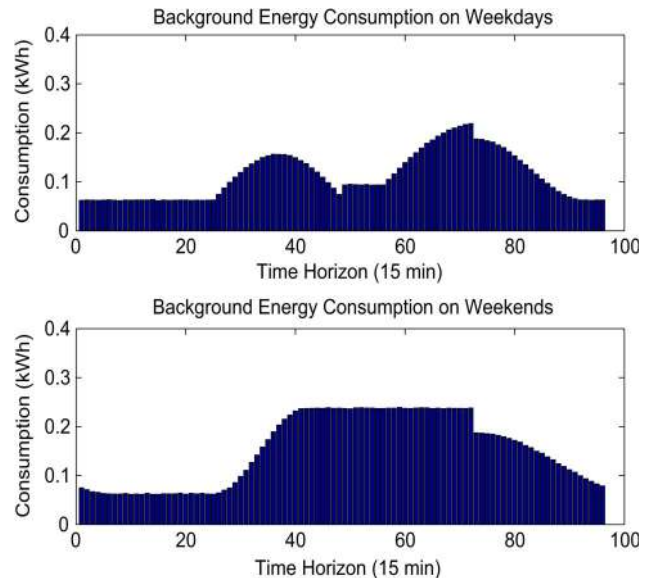 Background Energy Consumption on Weekdays
Consumption (kWh)
0.4
0.3
0.2
0.1
0
0 20 40 60 80 100
Time Horizon (15 min)
Background Energy Consumption on Weekends
Consumption (kWh)
0.4
0.3
0.2
0.1
0
0 20 40 60 80 100
Time Horizon (15 min)